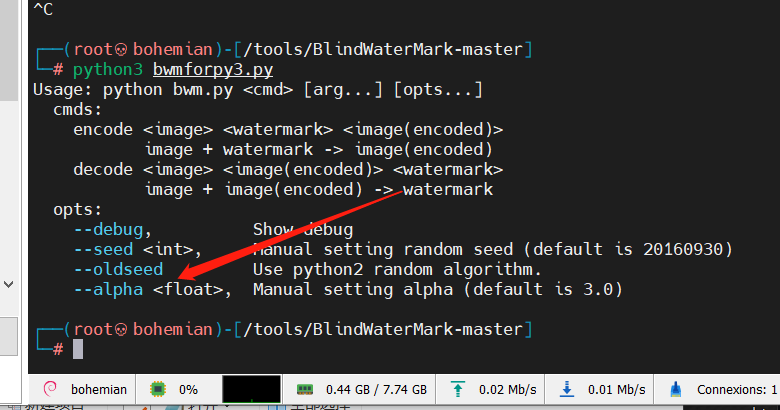 ^C
┌──(root💀bohemian)-[/tools/BlindWaterMark-master]
└─# python3 bwmforpy3.py
Usage: python bwm.py <cmd> [arg...] [opts...]
  cmds:
    encode <image> <watermark> <image(encoded)>
           image + watermark -> image(encoded)
    decode <image> <image(encoded)> <watermark>
           image + image(encoded) -> watermark
  opts:
    --debug,          Show debug
    --seed <int>,     Manual setting random seed (default is 20160930)
    --oldseed         Use python2 random algorithm.
    --alpha <float>,  Manual setting alpha (default is 3.0)
┌──(root💀bohemian)-[/tools/BlindWaterMark-master]
└─#
bohemian 0% 0.44 GB / 7.74 GB 0.02 Mb/s 0.01 Mb/s Connexions: 1